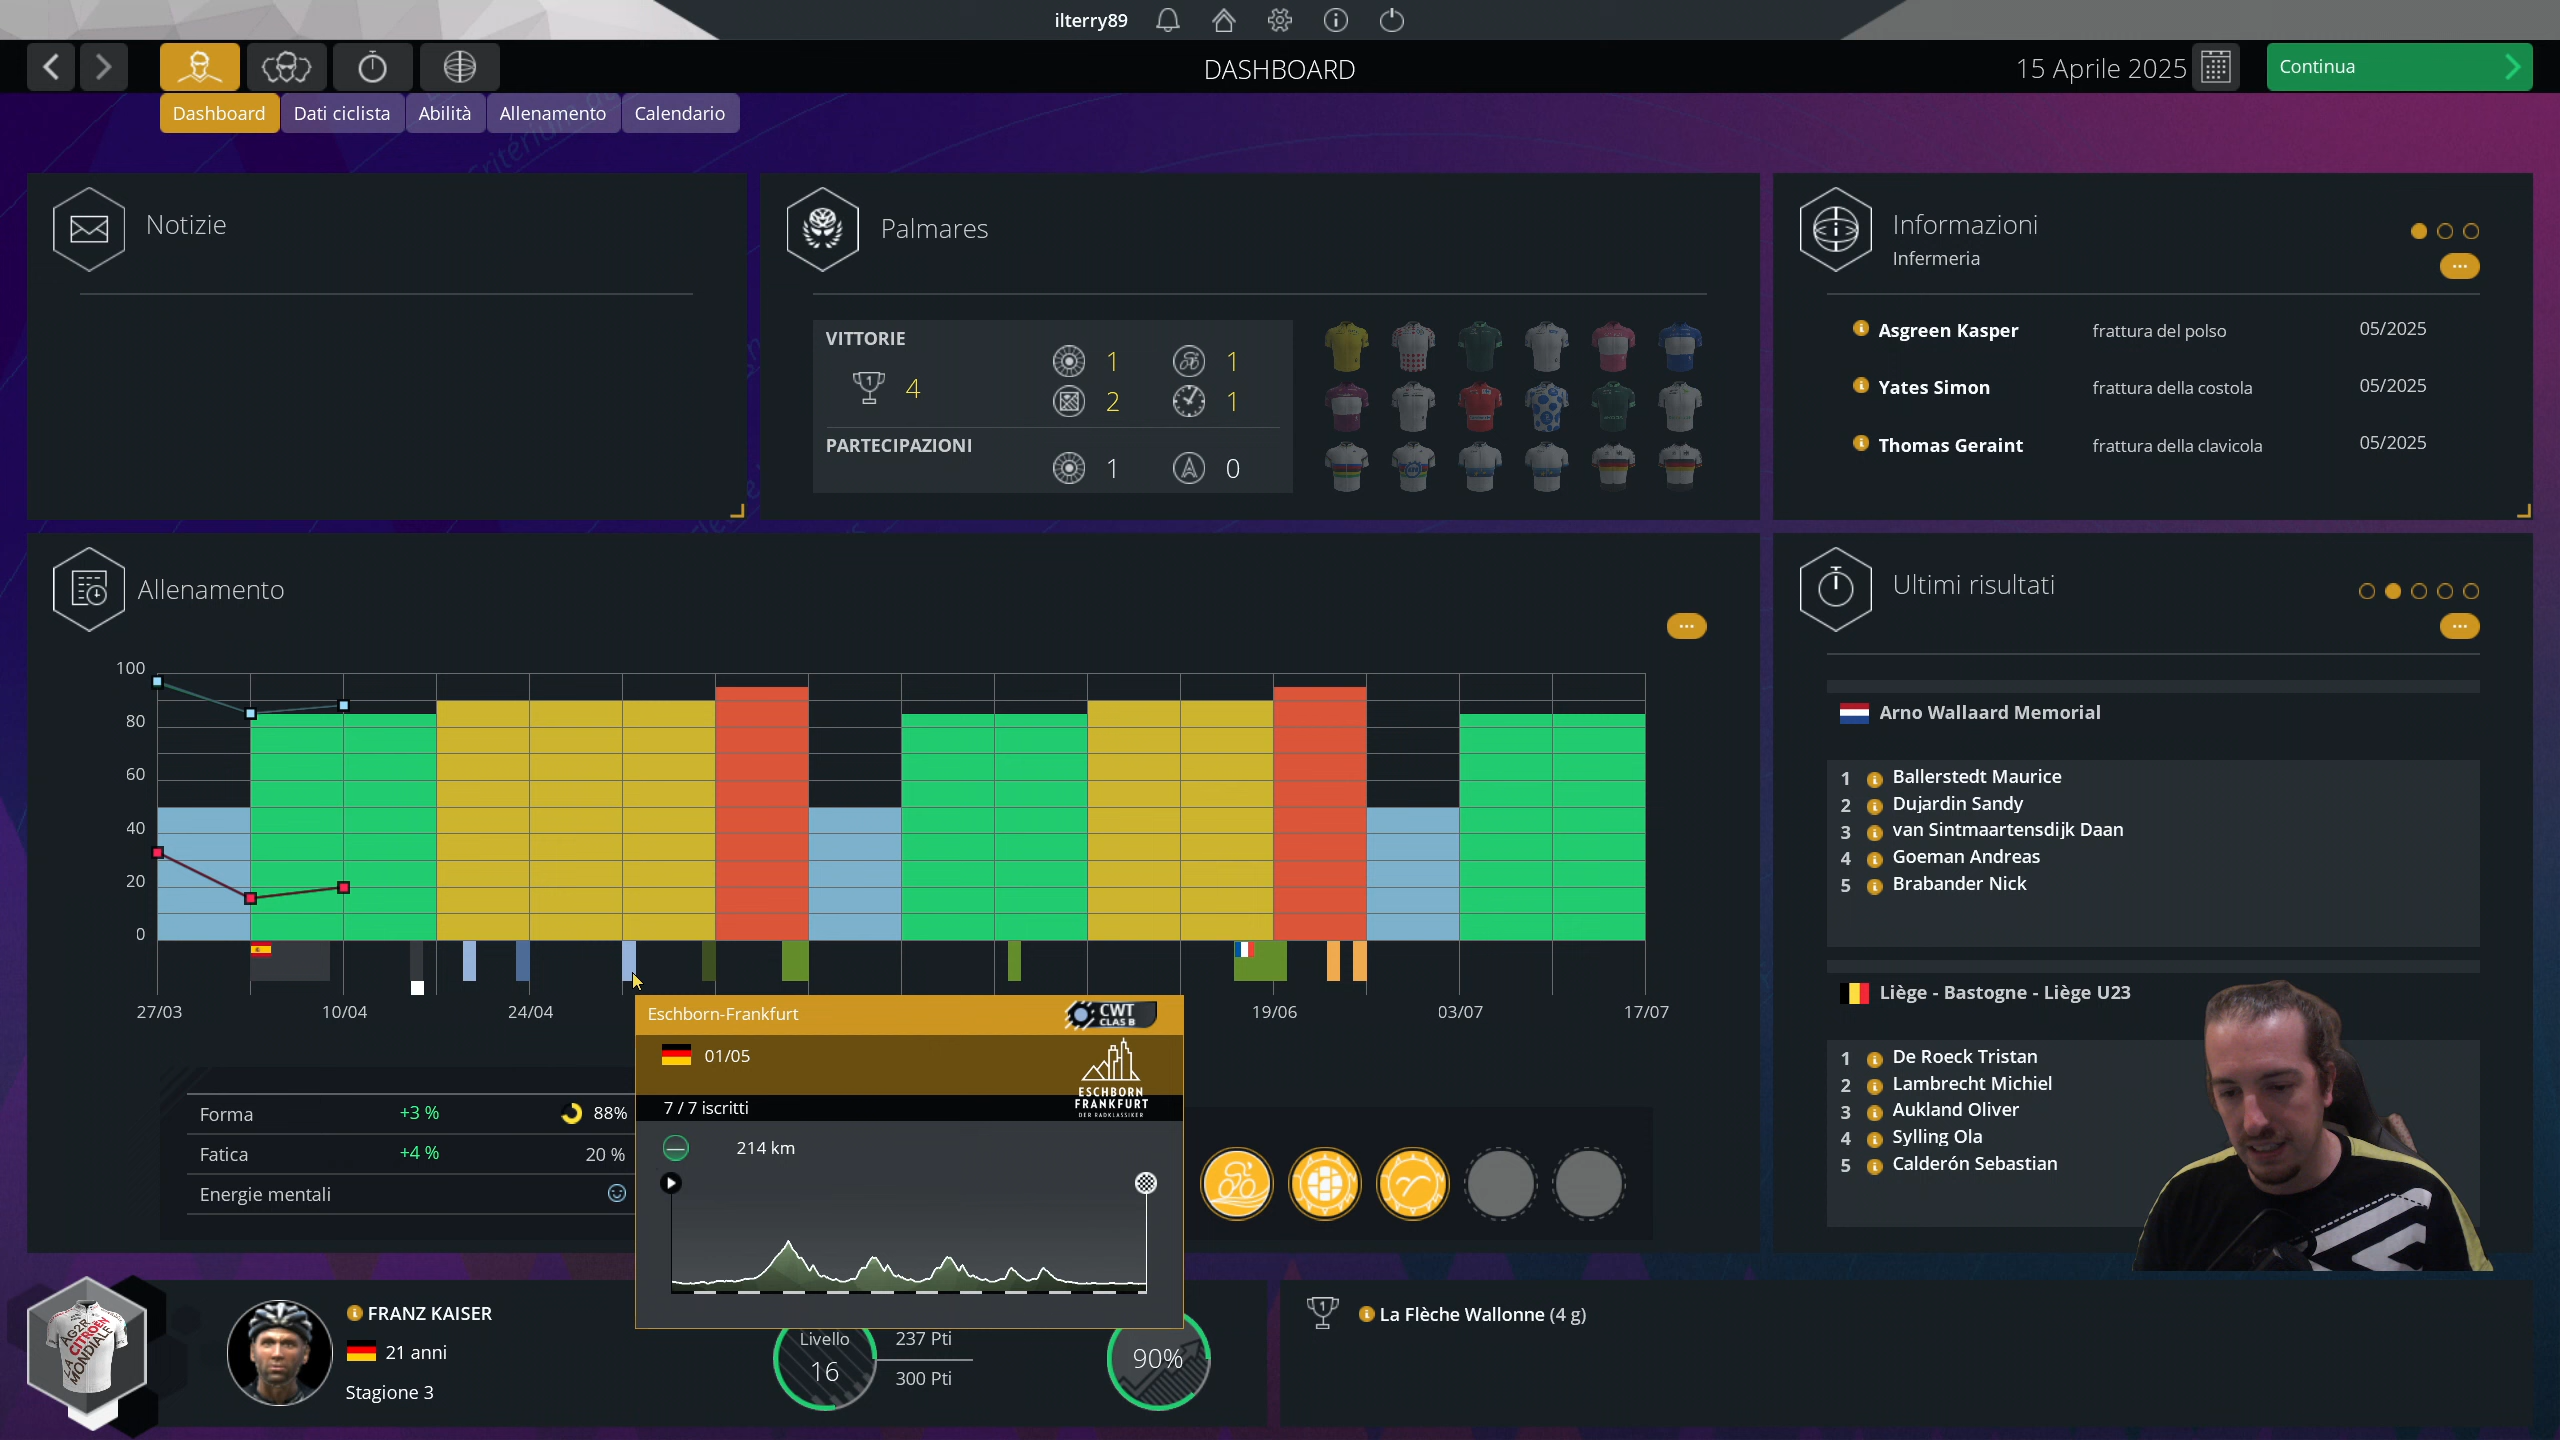 ilterry89
DASHBOARD
15 Aprile 2025
Continua
Dashboard
Dati ciclista
Abilità
Allenamento
Calendario
Notizie
Palmares
VITTORIE
4
1
1
2
1
PARTECIPAZIONI
1
0
Informazioni
Infermeria
Asgreen Kasper frattura del polso 05/2025
Yates Simon frattura della costola 05/2025
Thomas Geraint frattura della clavicola 05/2025
Allenamento
100
80
60
40
20
0
27/03
10/04
24/04
19/06
03/07
17/07
Eschborn-Frankfurt
CWT
CLAS B
01/05
ESCHBORN
FRANKFURT
DER RADKLASSIKER
7 / 7 iscritti
214 km
Forma +3 % 88%
Fatica +4 % 20 %
Energie mentali
Ultimi risultati
Arno Wallaard Memorial
1 Ballerstedt Maurice
2 Dujardin Sandy
3 van Sintmaartensdijk Daan
4 Goeman Andreas
5 Brabander Nick
Liège - Bastogne - Liège U23
1 De Roeck Tristan
2 Lambrecht Michiel
3 Aukland Oliver
4 Sylling Ola
5 Calderón Sebastian
AG2R
CITROËN
MONDIALE
FRANZ KAISER
21 anni
Stagione 3
Livello
16
237 Pti
300 Pti
90%
La Flèche Wallonne (4 g)